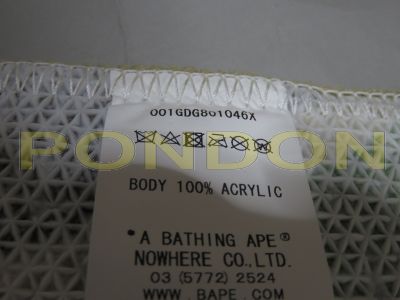 001GDG801046X
PONDON
BODY 100% ACRYLIC
*A BATHING APE®
NOWHERE CO.,LTD.
03 (5772) 2524
WWW.BAPE.COM